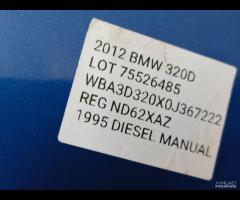 2012 BMW 320D
LOT 75526485
WBA3D320X0J367222
REG ND62XAZ
1995 DIESEL MANUAL